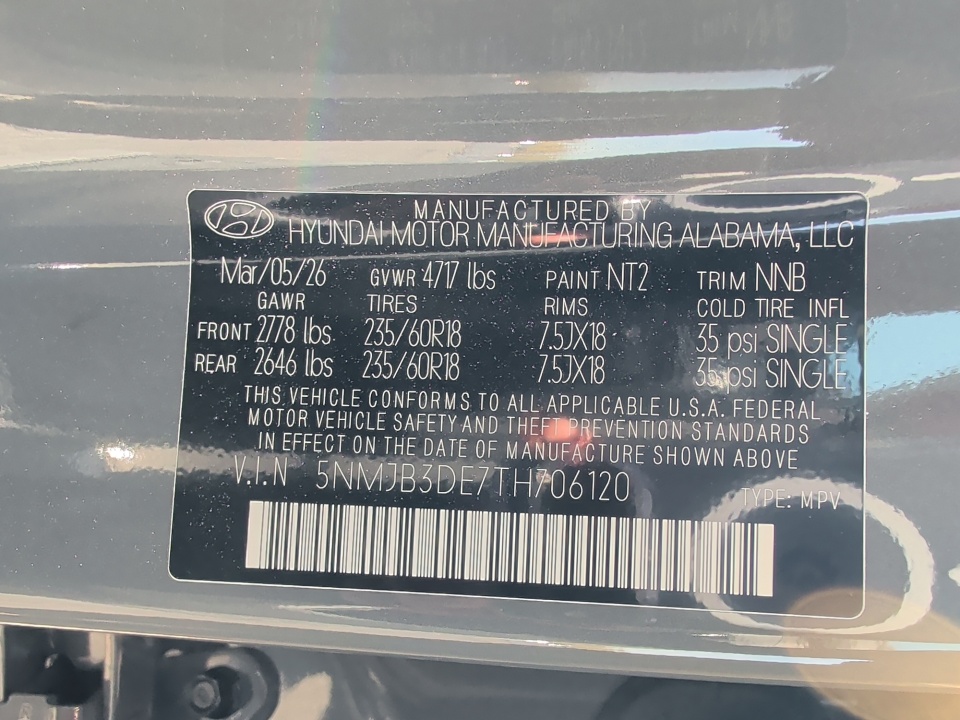 MANUFACTURED BY
HYUNDAI MOTOR MANUFACTURING ALABAMA, LLC
Mar/05/26 GVWR 4717 lbs PAINT NT2 TRIM NNB
GAWR TIRES RIMS COLD TIRE INFL
FRONT 2778 lbs 235/60R18 7.5JX18 35 psi SINGLE
REAR 2646 lbs 235/60R18 7.5JX18 35 psi SINGLE
THIS VEHICLE CONFORMS TO ALL APPLICABLE U.S.A. FEDERAL
MOTOR VEHICLE SAFETY AND THEFT PREVENTION STANDARDS
IN EFFECT ON THE DATE OF MANUFACTURE SHOWN ABOVE
V.I.N 5NMJB3DE7TH706120 TYPE: MPV